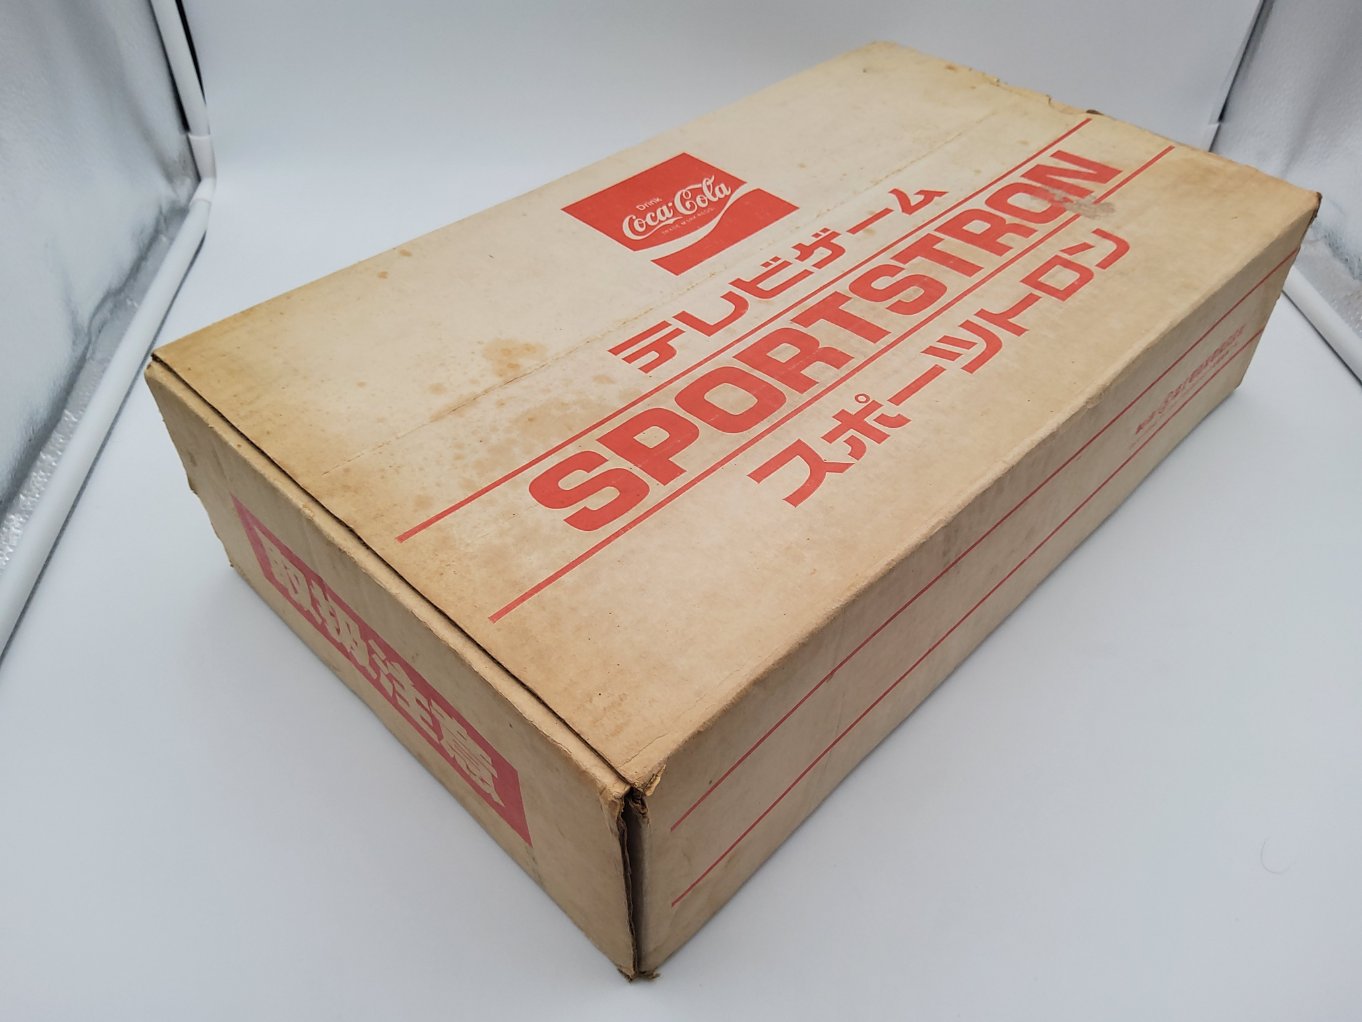 Drink
Coca-Cola
テレビゲーム
SPORTSTRON
スポーツトロン
取扱注意